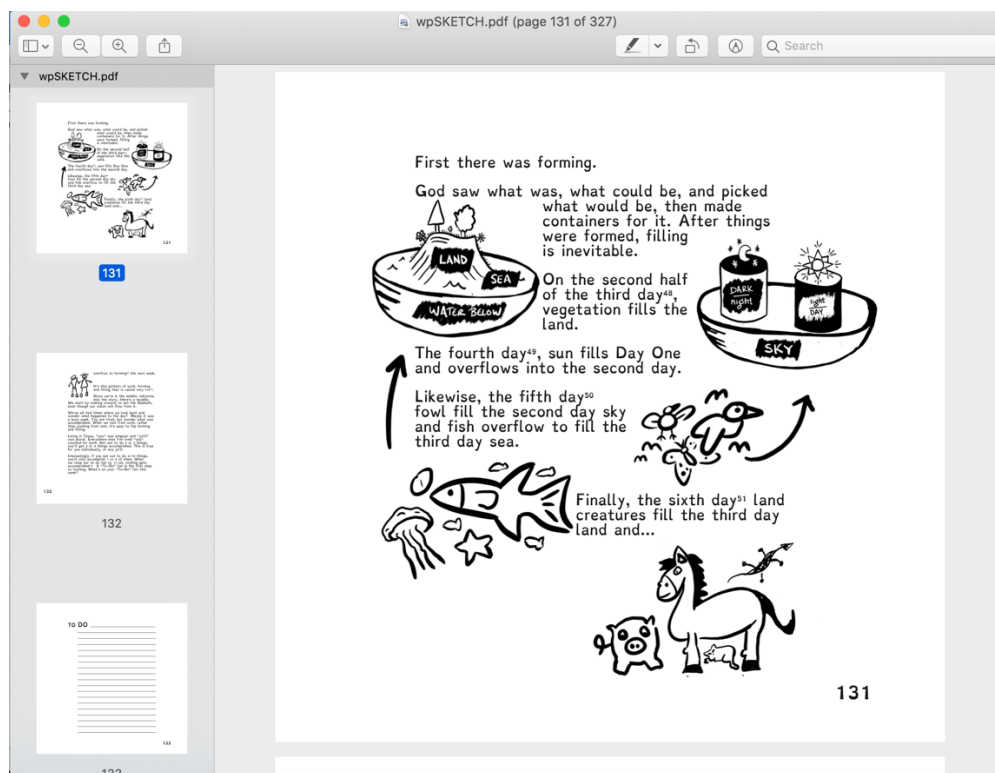 wpSKETCH.pdf (page 131 of 327)
Search
wpSKETCH.pdf
131
132
TO DO
133
First there was forming.
God saw what was, what could be, and picked
what would be, then made
containers for it. After things
were formed, filling
is inevitable.
LAND
SEA
WATER BELOW
On the second half
of the third day⁴⁸,
vegetation fills the
land.
DARK
night
light
DAY
SKY
The fourth day⁴⁹, sun fills Day One
and overflows into the second day.
Likewise, the fifth day⁵⁰
fowl fill the second day sky
and fish overflow to fill the
third day sea.
Finally, the sixth day⁵¹ land
creatures fill the third day
land and...
131